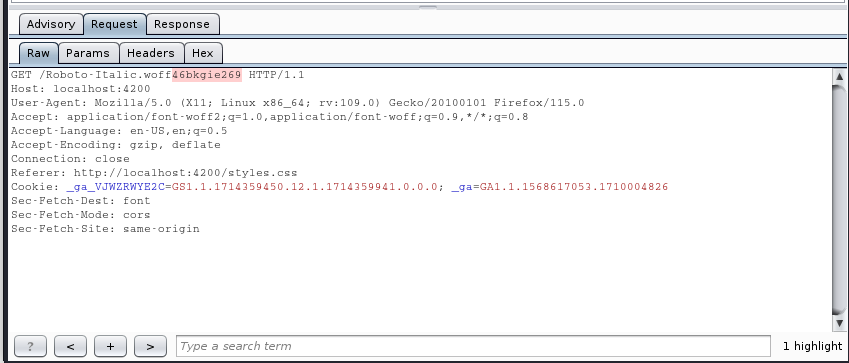 Advisory Request Response
Raw Params Headers Hex
GET /Roboto-Italic.woff46bkgie269 HTTP/1.1
Host: localhost:4200
User-Agent: Mozilla/5.0 (X11; Linux x86_64; rv:109.0) Gecko/20100101 Firefox/115.0
Accept: application/font-woff2;q=1.0,application/font-woff;q=0.9,*/*;q=0.8
Accept-Language: en-US,en;q=0.5
Accept-Encoding: gzip, deflate
Connection: close
Referer: http://localhost:4200/styles.css
Cookie: _ga_VJWZRWYE2C=GS1.1.1714359450.12.1.1714359941.0.0.0; _ga=GA1.1.1568617053.1710004826
Sec-Fetch-Dest: font
Sec-Fetch-Mode: cors
Sec-Fetch-Site: same-origin
? < + > Type a search term 1 highlight